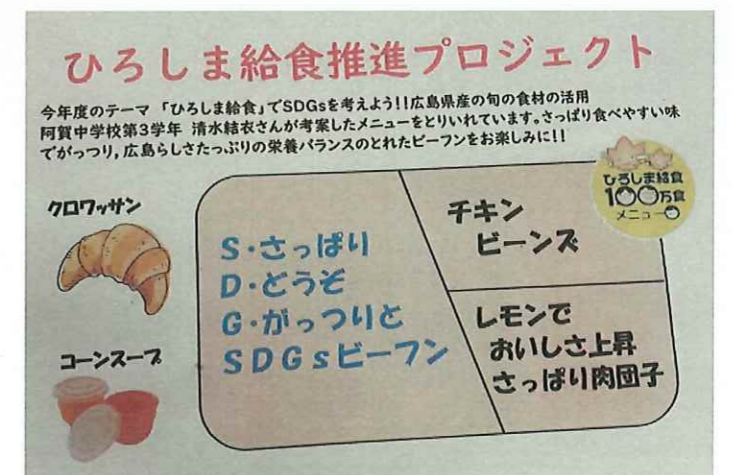 ひろしま給食推進プロジェクト
今年度のテーマ 「ひろしま給食」でSDGsを考えよう!!広島県産の旬の食材の活用
阿賀中学校第3学年 清水結衣さんが考案したメニューをとりいれています。さっぱり食べやすい味
でがっつり,広島らしさたっぷりの栄養バランスのとれたビーフンをお楽しみに!!
ひろしま給食
100万食
メニュー
クロワッサン
コーンスープ
S・さっぱり
D・どうぞ
G・がっつりと
SDGsビーフン
チキン
ビーンズ
レモンで
おいしさ上昇
さっぱり肉団子